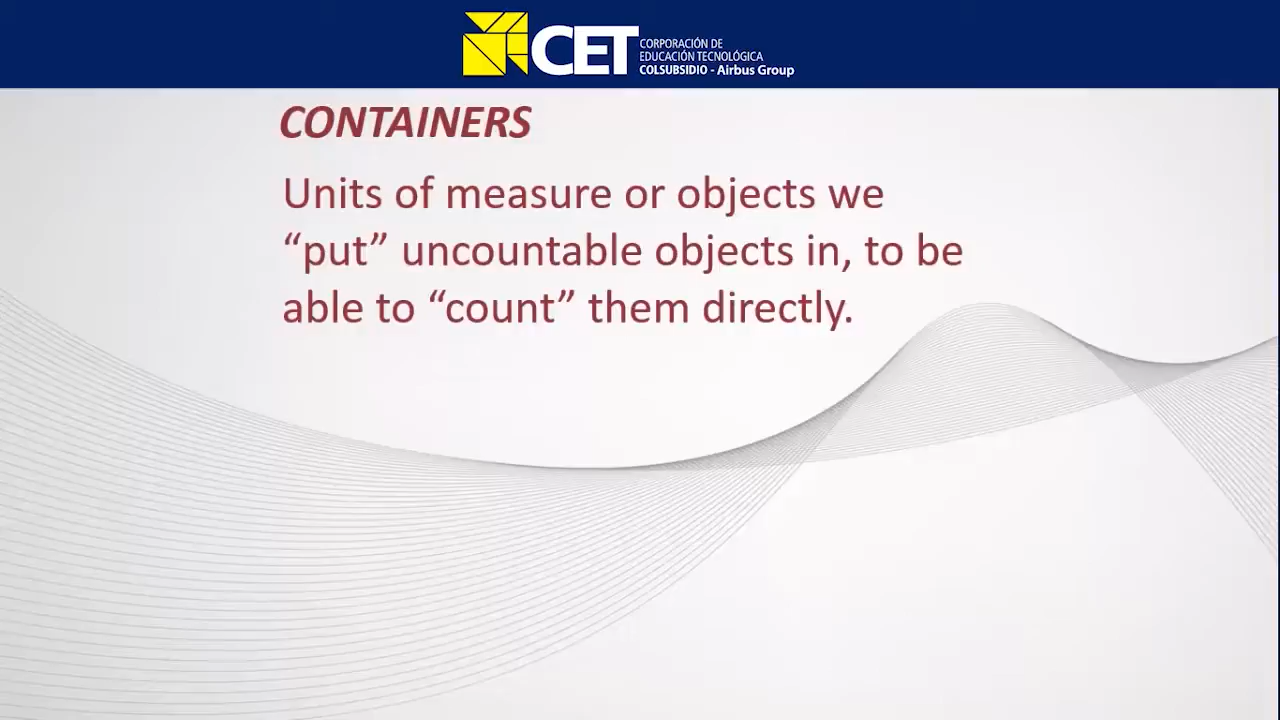 CET
CORPORACIÓN DE
EDUCACIÓN TECNOLÓGICA
COLSUBSIDIO - Airbus Group
CONTAINERS
Units of measure or objects we
“put” uncountable objects in, to be
able to “count” them directly.